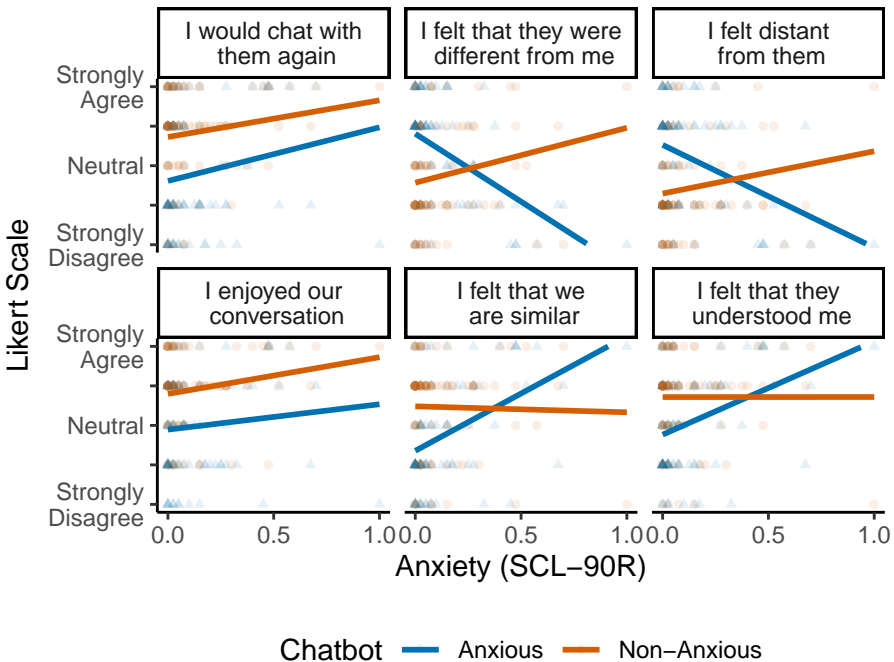 I would chat with
them again
I felt that they were
different from me
I felt distant
from them
Strongly
Agree
Neutral
Strongly
Disagree
I enjoyed our
conversation
I felt that we
are similar
I felt that they
understood me
Strongly
Agree
Neutral
Strongly
Disagree
Likert Scale
0.0 0.5 1.0 0.0 0.5 1.0 0.0 0.5 1.0
Anxiety (SCL−90R)
Chatbot Anxious Non−Anxious